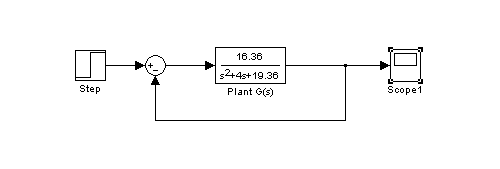 16.36
s2+4s+19.36
Step
Plant G(s)
Scope1